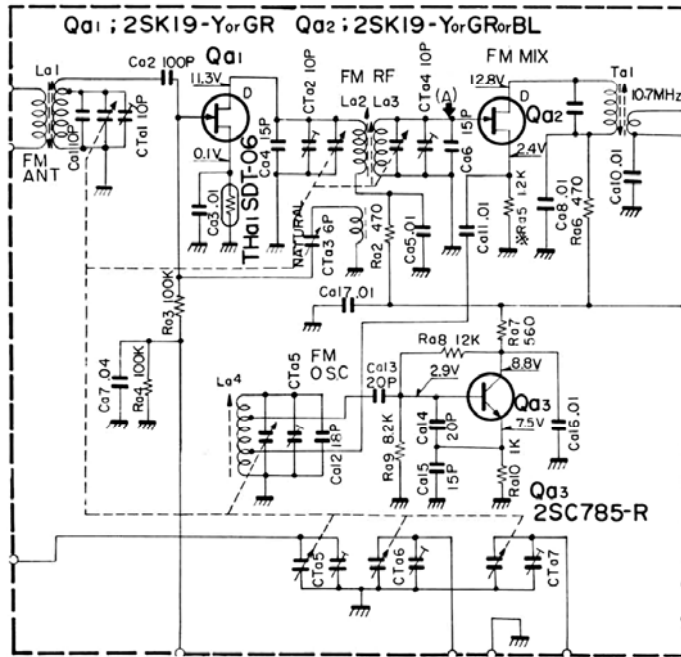 Qa1 ; 2SK19-Y or GR Qa2 ; 2SK19-Y or GR or BL
Ca2 100P
Qa1
La1
11.3V
D
CTa2 10P
FM RF
La2 La3
CTa4 10P
(A)
FM MIX
12.8V
D
Qa2
Ta1
10.7MHz
Ca1 10P
CTa1 10P
FM
ANT
0.1V
Ca4 15P
Ca6 15P
2.4V
Ca3 .01
THa1 SDT-06
NATURAL
CTa3 6P
Ra2 470
Ca5 .01
Ca11 .01
※Ra5 1.2K
Ca8 .01
Ra6 470
Ca10 .01
Ra3 100K
Ca17 .01
Ra7
560
Ra8 12K
Ca7 .04
Ra4 100K
La4
CTa5
FM
O.S.C
Ca13
20P
2.9V
8.8V
Qa3
Ca12 18P
Ra9 8.2K
Ca14
20P
7.5V
Ca16 .01
Ca15
15P
1K
Ra10
Qa3
2SC785-R
CTa5
CTa6
CTa7